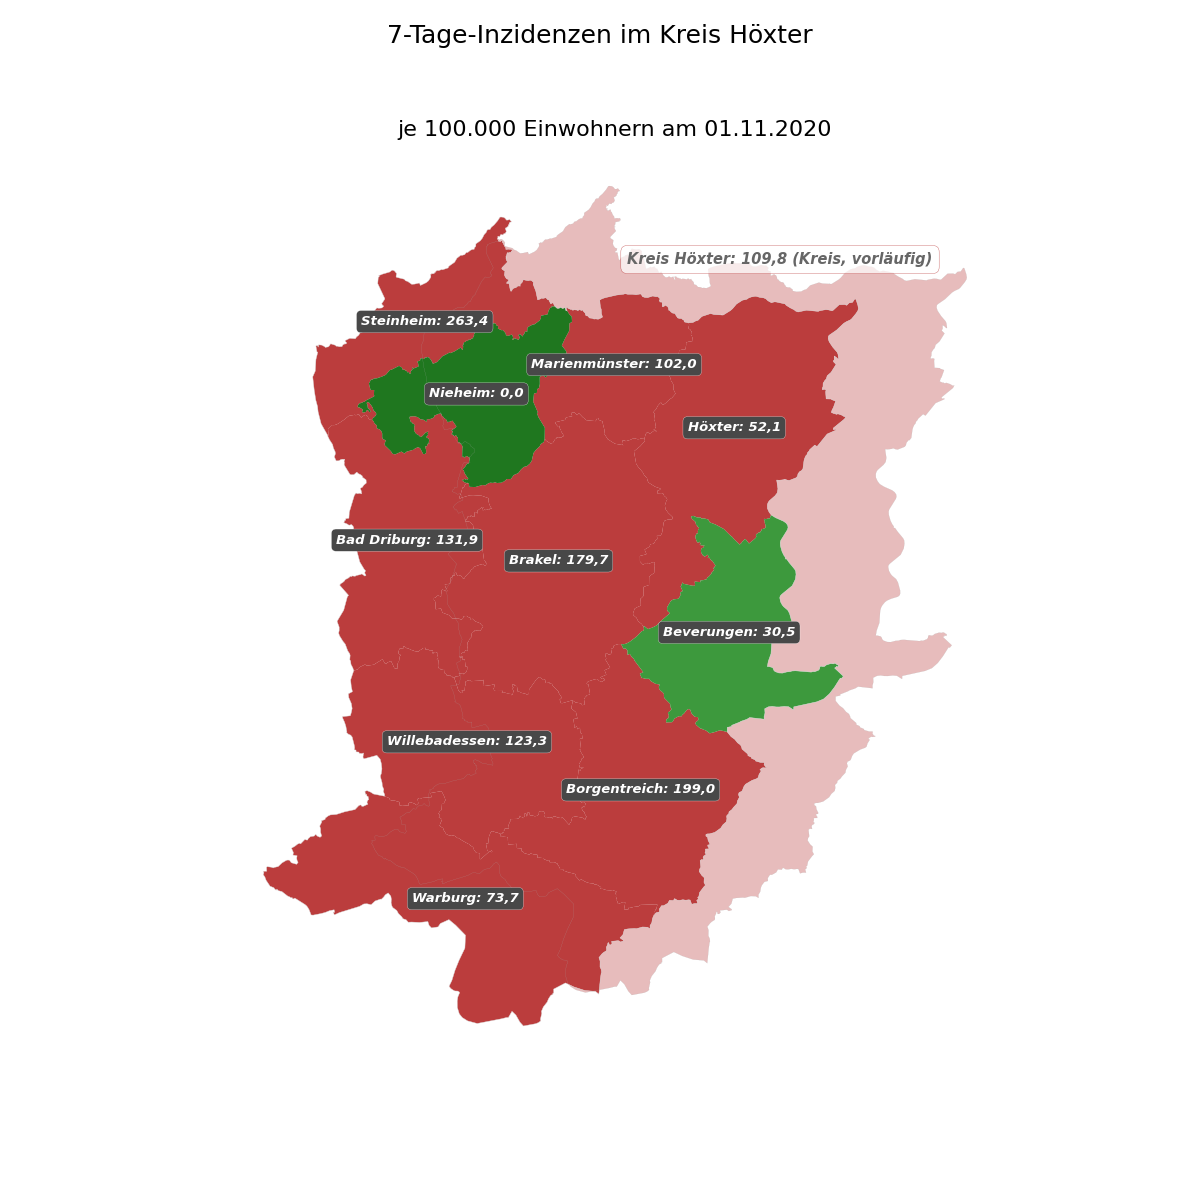 7-Tage-Inzidenzen im Kreis Höxter
je 100.000 Einwohnern am 01.11.2020
Kreis Höxter: 109,8 (Kreis, vorläufig)
Steinheim: 263,4
Marienmünster: 102,0
Nieheim: 0,0
Höxter: 52,1
Bad Driburg: 131,9
Brakel: 179,7
Beverungen: 30,5
Willebadessen: 123,3
Borgentreich: 199,0
Warburg: 73,7